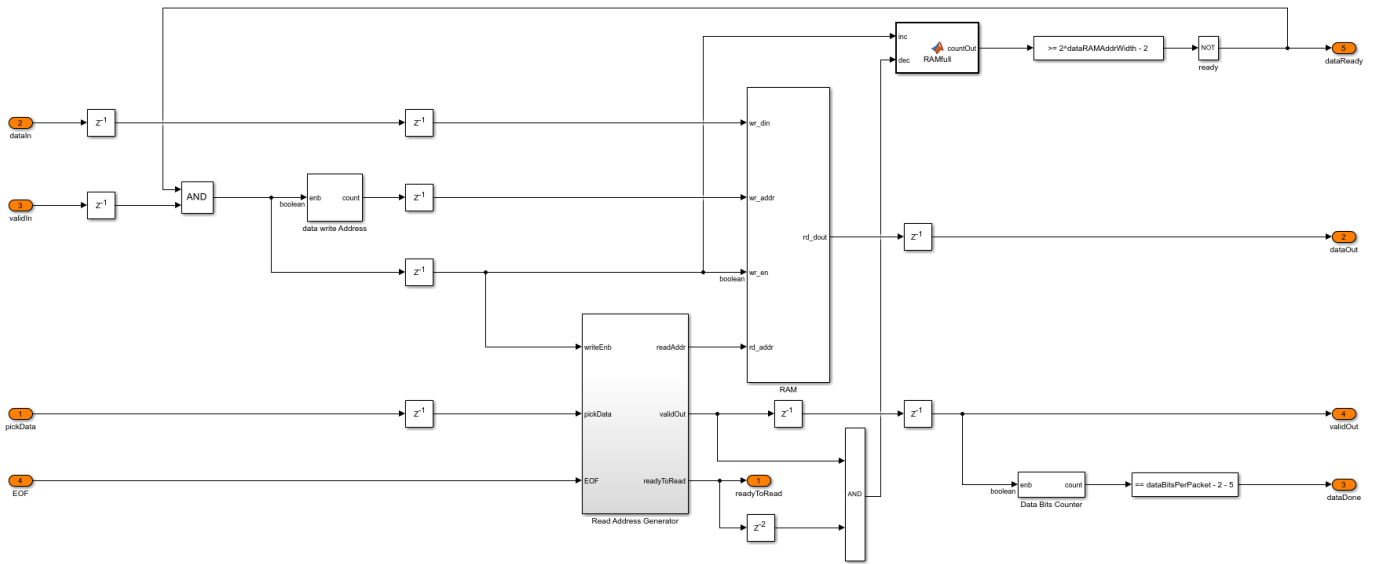 inc
countOut
dec
RAMfull
>= 2^dataRAMAddrWidth - 2
NOT
ready
5
dataReady
2
dataIn
Z-1
Z-1
wr_din
3
validIn
Z-1
AND
boolean
enb
count
data write Address
Z-1
wr_addr
rd_dout
Z-1
2
dataOut
Z-1
boolean
wr_en
writeEnb
readAddr
rd_addr
RAM
1
pickData
Z-1
pickData
validOut
Z-1
Z-1
4
validOut
4
EOF
EOF
readyToRead
Read Address Generator
1
readyToRead
Z-2
AND
boolean
enb
count
Data Bits Counter
== dataBitsPerPacket - 2 - 5
3
dataDone